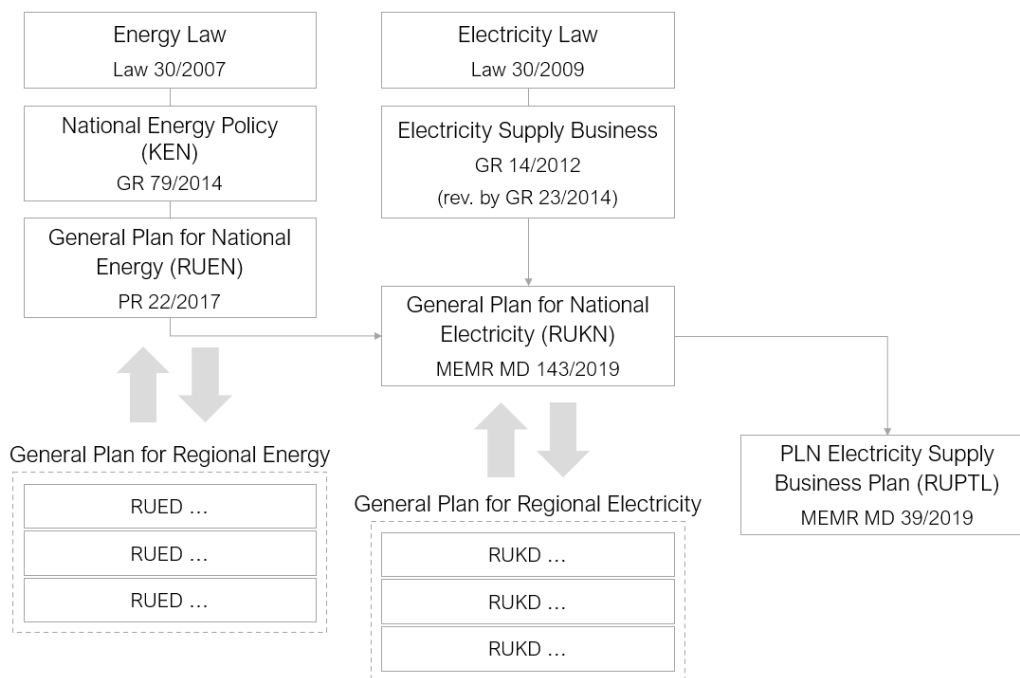 Energy Law
Law 30/2007
National Energy Policy
(KEN)
GR 79/2014
General Plan for National
Energy (RUEN)
PR 22/2017
General Plan for Regional Energy
RUED ...
RUED ...
RUED ...
Electricity Law
Law 30/2009
Electricity Supply Business
GR 14/2012
(rev. by GR 23/2014)
General Plan for National
Electricity (RUKN)
MEMR MD 143/2019
General Plan for Regional Electricity
RUKD ...
RUKD ...
RUKD ...
PLN Electricity Supply
Business Plan (RUPTL)
MEMR MD 39/2019